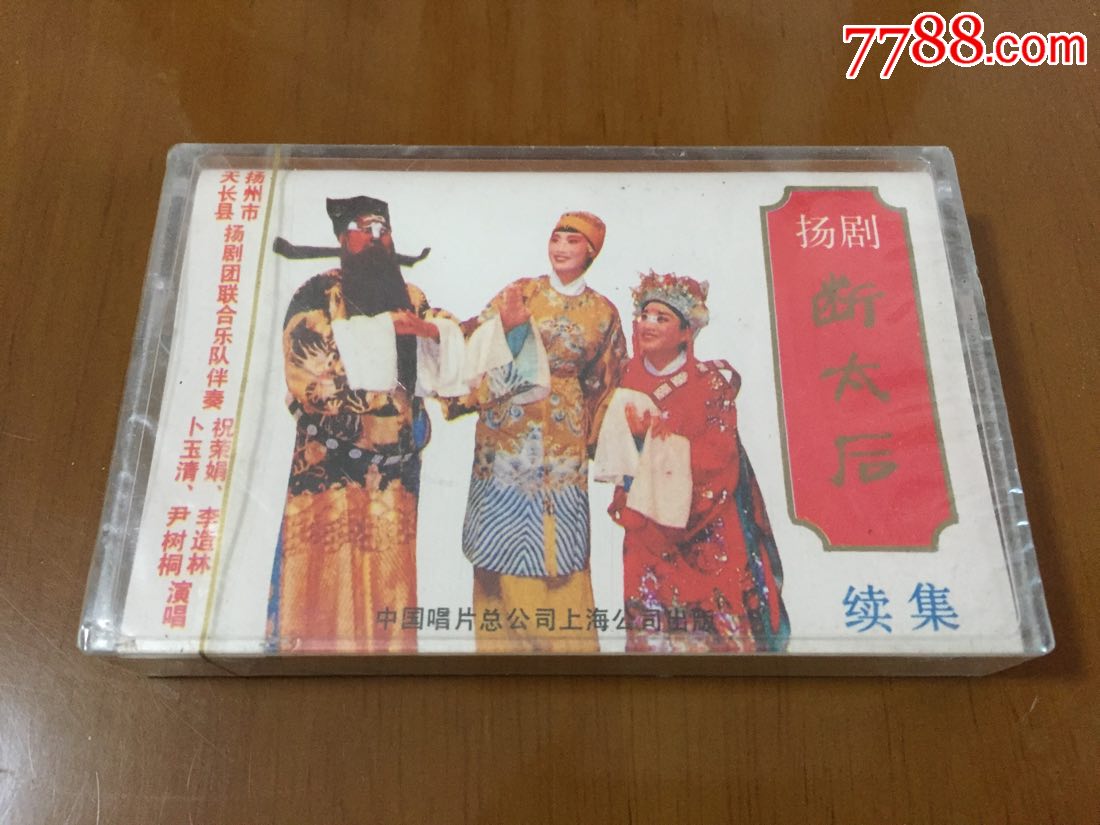 7788.com
扬剧
断太后
续集
扬州市
天长县
扬剧团联合乐队伴奏
祝荣娟、李造林
卜玉清、尹树桐
演唱
中国唱片总公司上海公司出版